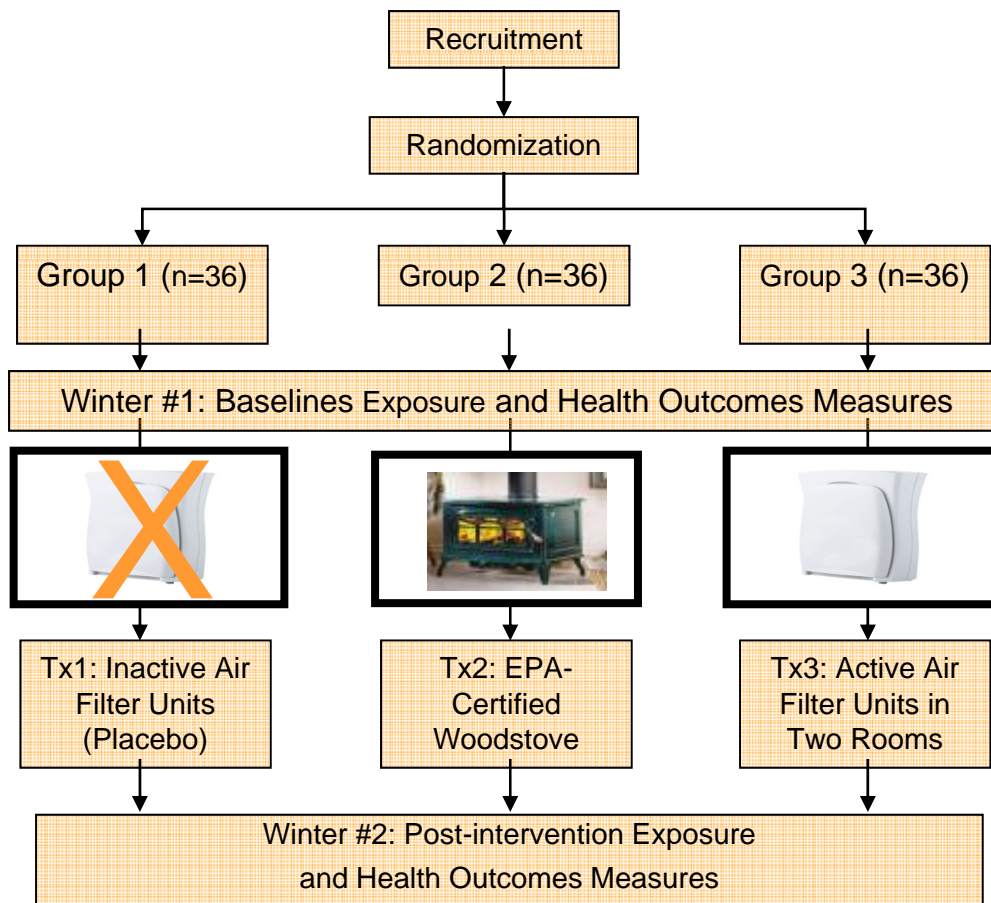 Recruitment
Randomization
Group 1 (n=36)
Group 2 (n=36)
Group 3 (n=36)
Winter #1: Baselines Exposure and Health Outcomes Measures
Tx1: Inactive Air
Filter Units
(Placebo)
Tx2: EPA-
Certified
Woodstove
Tx3: Active Air
Filter Units in
Two Rooms
Winter #2: Post-intervention Exposure
and Health Outcomes Measures